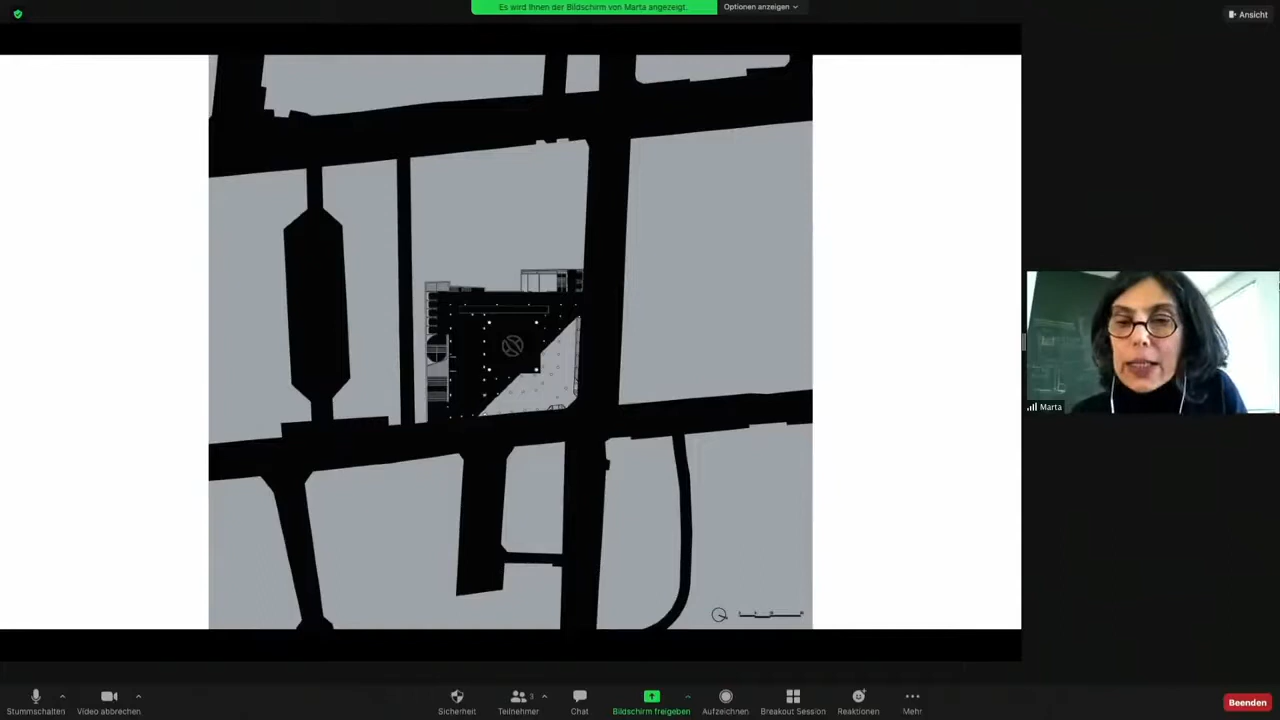 Es wird Ihnen der Bildschirm von Marta angezeigt.
Optionen anzeigen
Ansicht
Marta
Stummschalten
Video abbrechen
Sicherheit
3
Teilnehmer
Chat
Bildschirm freigeben
Aufzeichnen
Breakout Session
Reaktionen
Mehr
Beenden